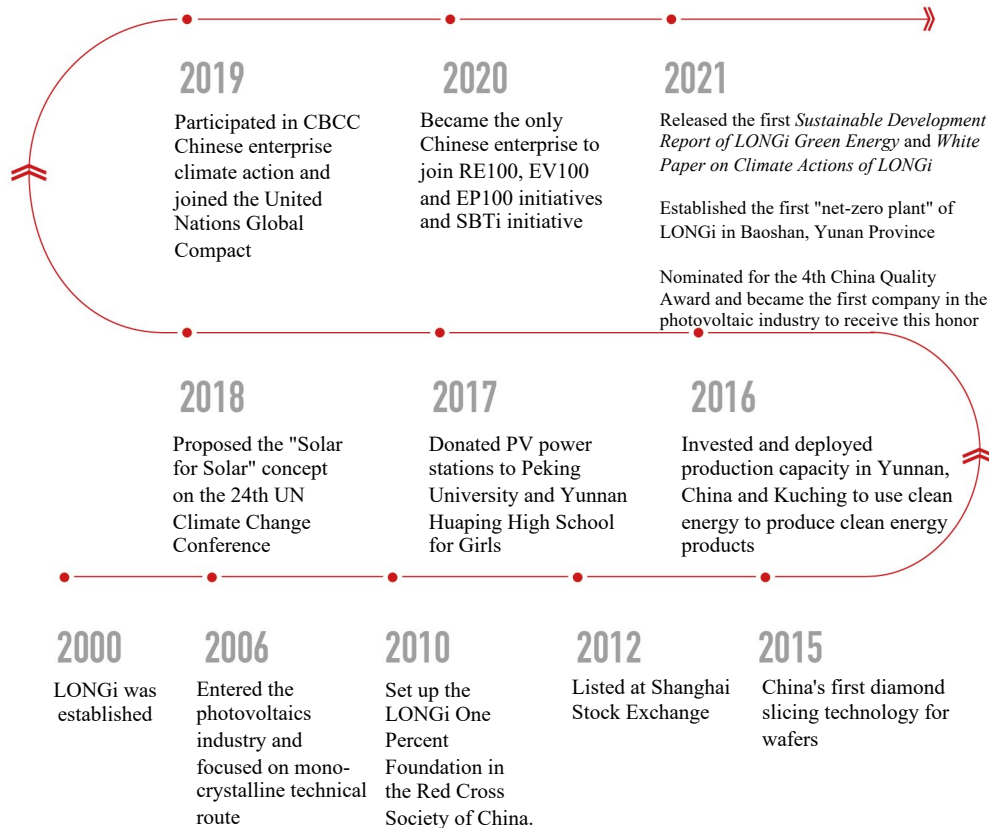 2019
Participated in CBCC
Chinese enterprise
climate action and
joined the United
Nations Global
Compact
2020
Became the only
Chinese enterprise to
join RE100, EV100
and EP100 initiatives
and SBTi initiative
2021
Released the first Sustainable Development
Report of LONGi Green Energy and White
Paper on Climate Actions of LONGi
Established the first "net-zero plant" of
LONGi in Baoshan, Yunan Province
Nominated for the 4th China Quality
Award and became the first company in the
photovoltaic industry to receive this honor
2018
Proposed the "Solar
for Solar" concept
on the 24th UN
Climate Change
Conference
2017
Donated PV power
stations to Peking
University and Yunnan
Huaping High School
for Girls
2016
Invested and deployed
production capacity in Yunnan,
China and Kuching to use clean
energy to produce clean energy
products
2000
LONGi was
established
2006
Entered the
photovoltaics
industry and
focused on mono-
crystalline technical
route
2010
Set up the
LONGi One
Percent
Foundation in
the Red Cross
Society of China.
2012
Listed at Shanghai
Stock Exchange
2015
China's first diamond
slicing technology for
wafers